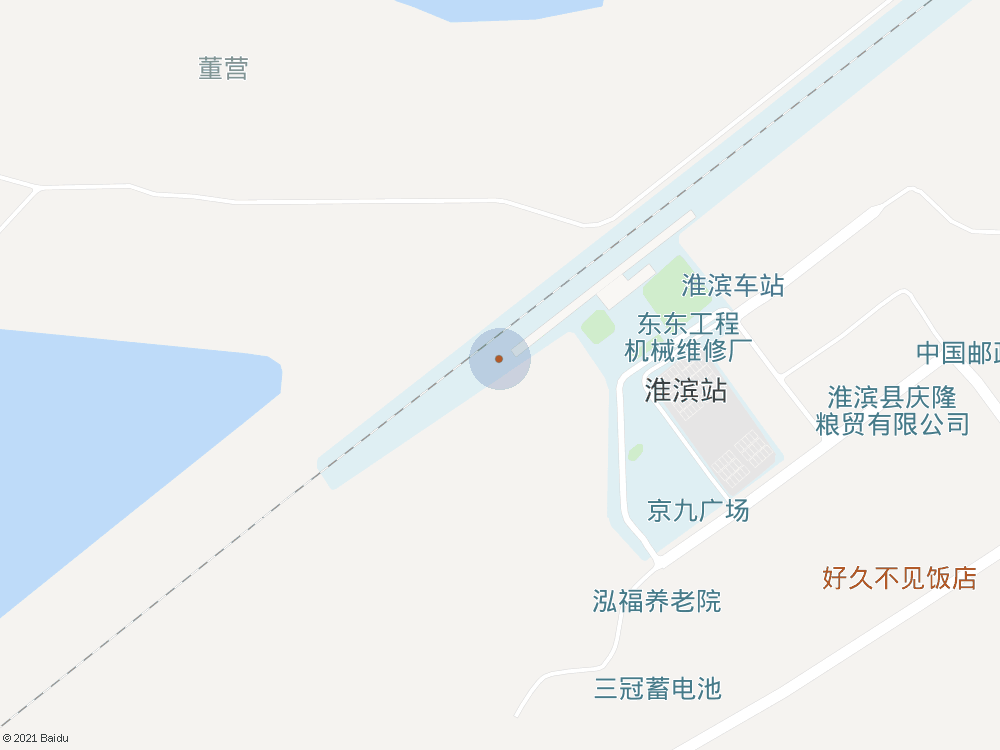 董营
淮滨车站
东东工程
机械维修厂
中国邮政
淮滨站
淮滨县庆隆
粮贸有限公司
京九广场
好久不见饭店
泓福养老院
三冠蓄电池
© 2021 Baidu